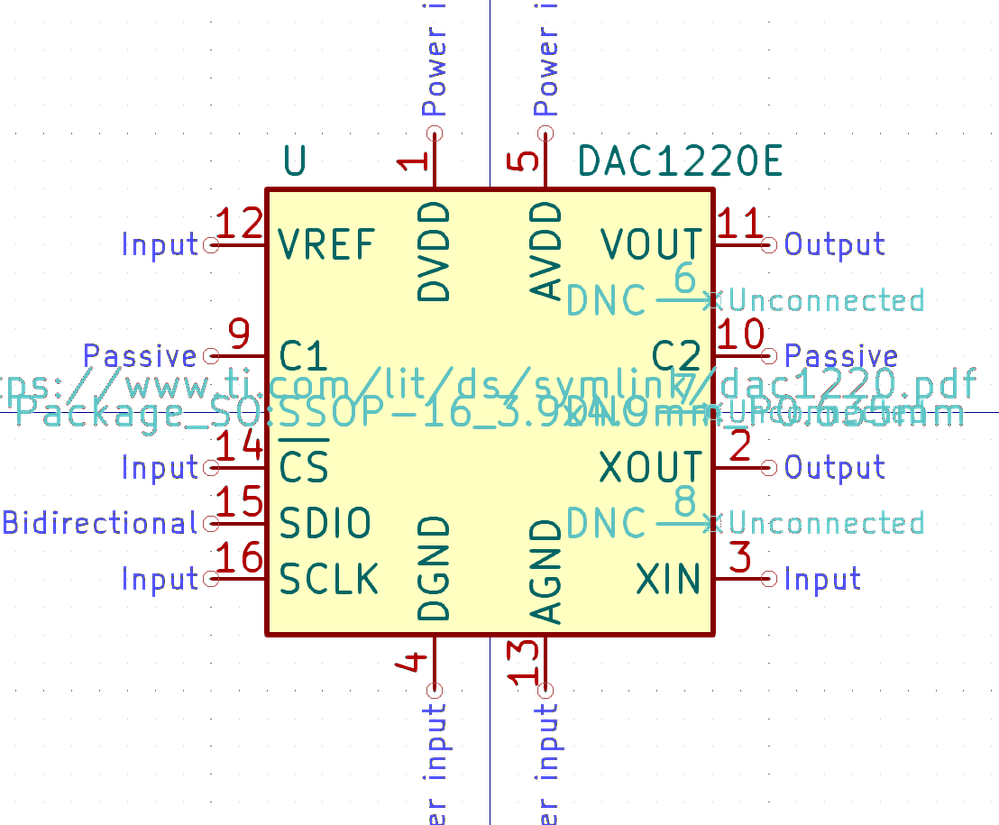 Power i
Power i
U
1
5
DAC1220E
Input
12
VREF
DVDD
AVDD
VOUT
11
Output
DNC
6
Unconnected
Passive
9
C1
C2
10
Passive
tps://www.ti.com/lit/ds/symlink/dac1220.pdf
7
Package_SO:SSOP-16_3.9x4.9mm_P0.635mm
DNC
Unconnected
Input
14
CS
XOUT
2
Output
Bidirectional
15
SDIO
DNC
8
Unconnected
Input
16
SCLK
DGND
AGND
XIN
3
Input
4
13
er input
er input